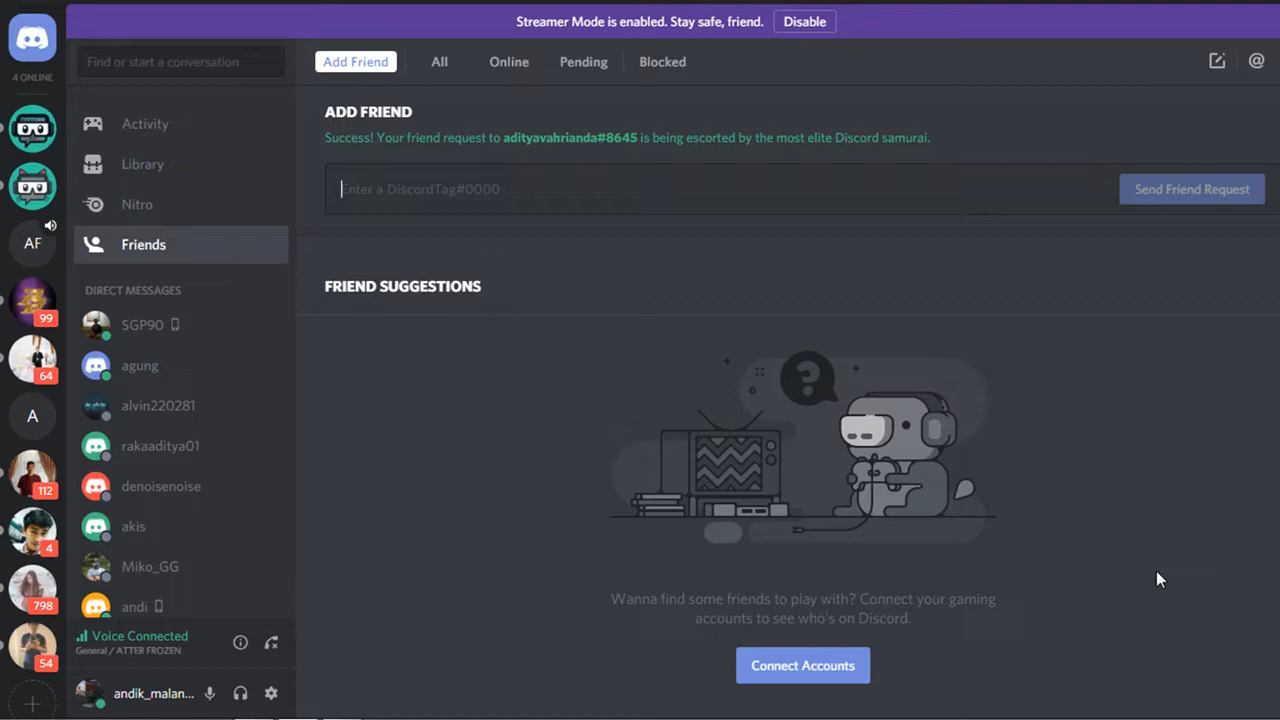 Streamer Mode is enabled. Stay safe, friend. Disable
4 ONLINE
AF
99
64
A
112
4
798
54
Find or start a conversation
Activity
Library
Nitro
Friends
DIRECT MESSAGES
SGP90
agung
alvin220281
rakaaditya01
denoisenoise
akis
Miko_GG
andi
Voice Connected
General / ATTER FROZEN
andik_malan...
Add Friend All Online Pending Blocked
ADD FRIEND
Success! Your friend request to adityavahrianda#8645 is being escorted by the most elite Discord samurai.
Enter a DiscordTag#0000
Send Friend Request
FRIEND SUGGESTIONS
?
Wanna find some friends to play with? Connect your gaming
accounts to see who's on Discord.
Connect Accounts